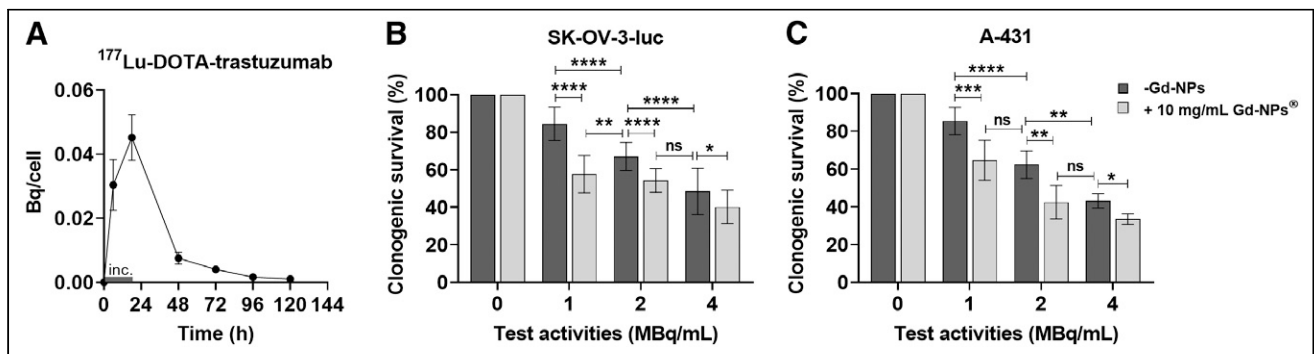 A
¹⁷⁷Lu-DOTA-trastuzumab
0.06
0.04
0.02
0.00
Bq/cell
inc.
0 24 48 72 96 120 144
Time (h)
B
SK-OV-3-luc
Clonogenic survival (%)
100
80
60
40
20
0
****
****
**
****
****
ns
*
0 1 2 4
Test activities (MBq/mL)
C
A-431
Clonogenic survival (%)
100
80
60
40
20
0
****
***
ns
**
**
ns
*
0 1 2 4
Test activities (MBq/mL)
-Gd-NPs
+ 10 mg/mL Gd-NPs®